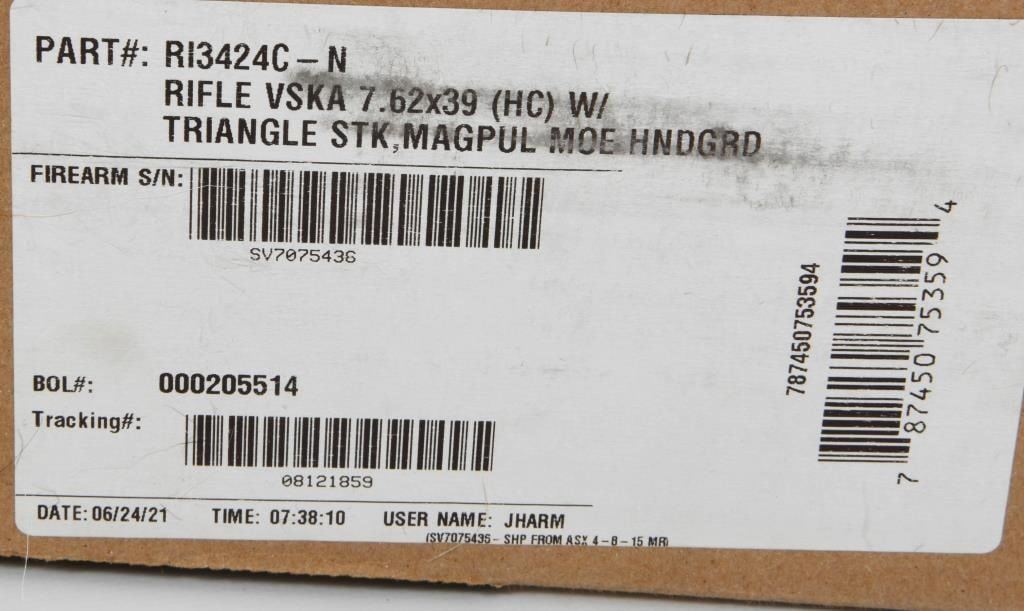 PART#: RI3424C – N
RIFLE VSKA 7.62x39 (HC) W/
TRIANGLE STK,MAGPUL MOE HNDGRD
FIREARM S/N:
SV7075436
787450753594
7 87450 75359 4
BOL#: 000205514
Tracking#:
08121859
DATE: 06/24/21 TIME: 07:38:10 USER NAME: JHARM
(SV7075436 - SHP FROM ASX 4 - 8 - 15 MR)